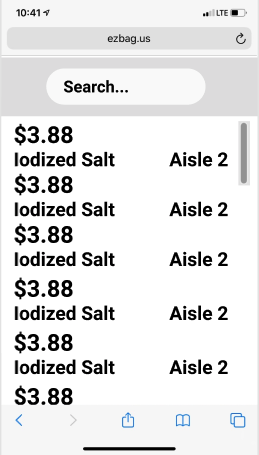 10:41 LTE
ezbag.us
Search...
$3.88
Iodized Salt Aisle 2
$3.88
Iodized Salt Aisle 2
$3.88
Iodized Salt Aisle 2
$3.88
Iodized Salt Aisle 2
$3.88
Iodized Salt Aisle 2
$3.88